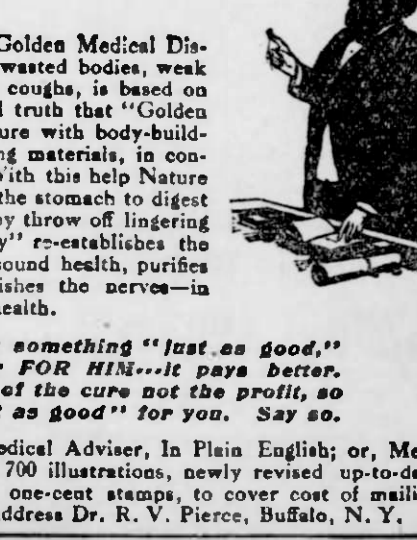 Golden Medical Dis-
wasted bodies, weak
coughs, is based on
truth that "Golden
ure with body-build-
ng materials, in con-
With this help Nature
the stomach to digest
by throw off lingering
y" re-establishes the
sound health, purifies
ishes the nerves—in
ealth.
something "just as good,"
FOR HIM---it pays better.
of the cure not the profit, so
t as good" for you. Say so.
edical Adviser, In Plain English; or, Me
700 illustrations, newly revised up-to-da
one-cent stamps, to cover cost of maili
ddress Dr. R. V. Pierce, Buffalo, N. Y.